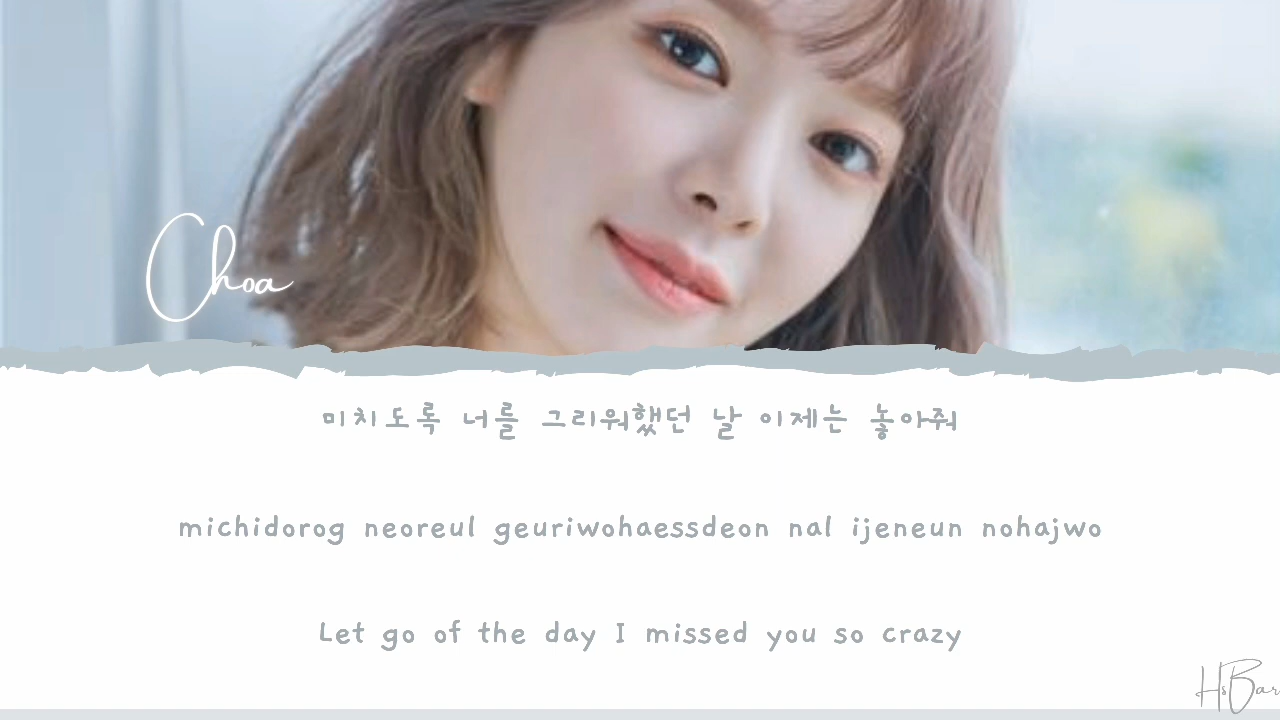 Choa
미치도록 너를 그리워했던 날 이제는 놓아줘
michidorog neoreul geuriwohaessdeon nal ijeneun nohajwo
Let go of the day I missed you so crazy
HsBar